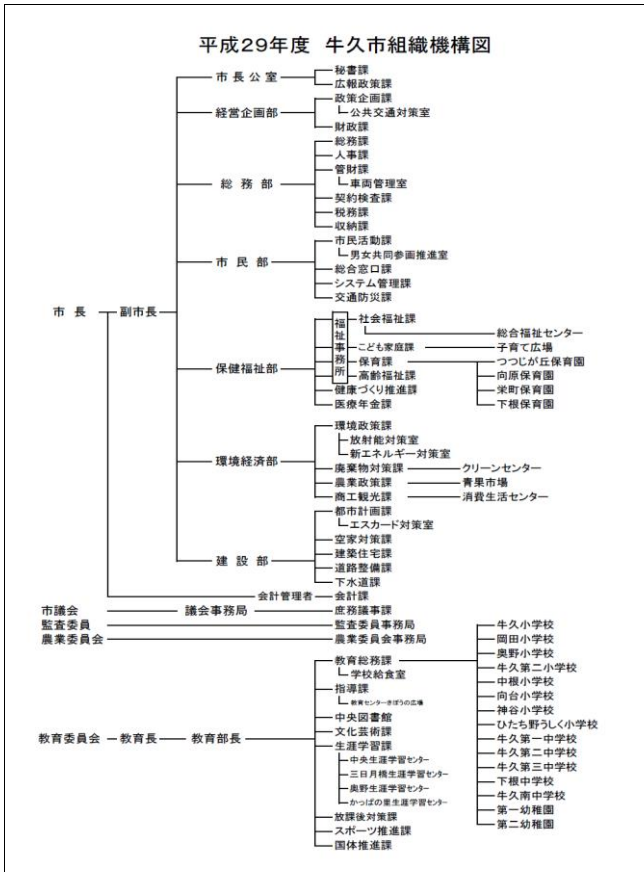 平成29年度 牛久市組織機構図
市長
副市長
市長公室
秘書課
広報政策課
経営企画部
政策企画課
公共交通対策室
財政課
総務部
総務課
人事課
管財課
車両管理室
契約検査課
税務課
収納課
市民部
市民活動課
男女共同参画推進室
総合窓口課
システム管理課
交通防災課
保健福祉部
福祉事務所
社会福祉課
総合福祉センター
こども家庭課
子育て広場
保育課
つつじが丘保育園
向原保育園
栄町保育園
下根保育園
高齢福祉課
健康づくり推進課
医療年金課
環境経済部
環境政策課
放射能対策室
新エネルギー対策室
廃棄物対策課
クリーンセンター
農業政策課
青果市場
商工観光課
消費生活センター
建設部
都市計画課
エスカード対策室
空家対策課
建築住宅課
道路整備課
下水道課
会計管理者
会計課
市議会
議会事務局
庶務議事課
監査委員
監査委員事務局
農業委員会
農業委員会事務局
教育委員会
教育長
教育部長
教育総務課
学校給食室
牛久小学校
岡田小学校
奥野小学校
牛久第二小学校
中根小学校
向台小学校
神谷小学校
ひたち野うしく小学校
牛久第一中学校
牛久第二中学校
牛久第三中学校
下根中学校
牛久南中学校
第一幼稚園
第二幼稚園
指導課
教育センターきぼうの広場
中央図書館
文化芸術課
生涯学習課
中央生涯学習センター
三日月橋生涯学習センター
奥野生涯学習センター
かっぱの里生涯学習センター
放課後対策課
スポーツ推進課
国体推進課